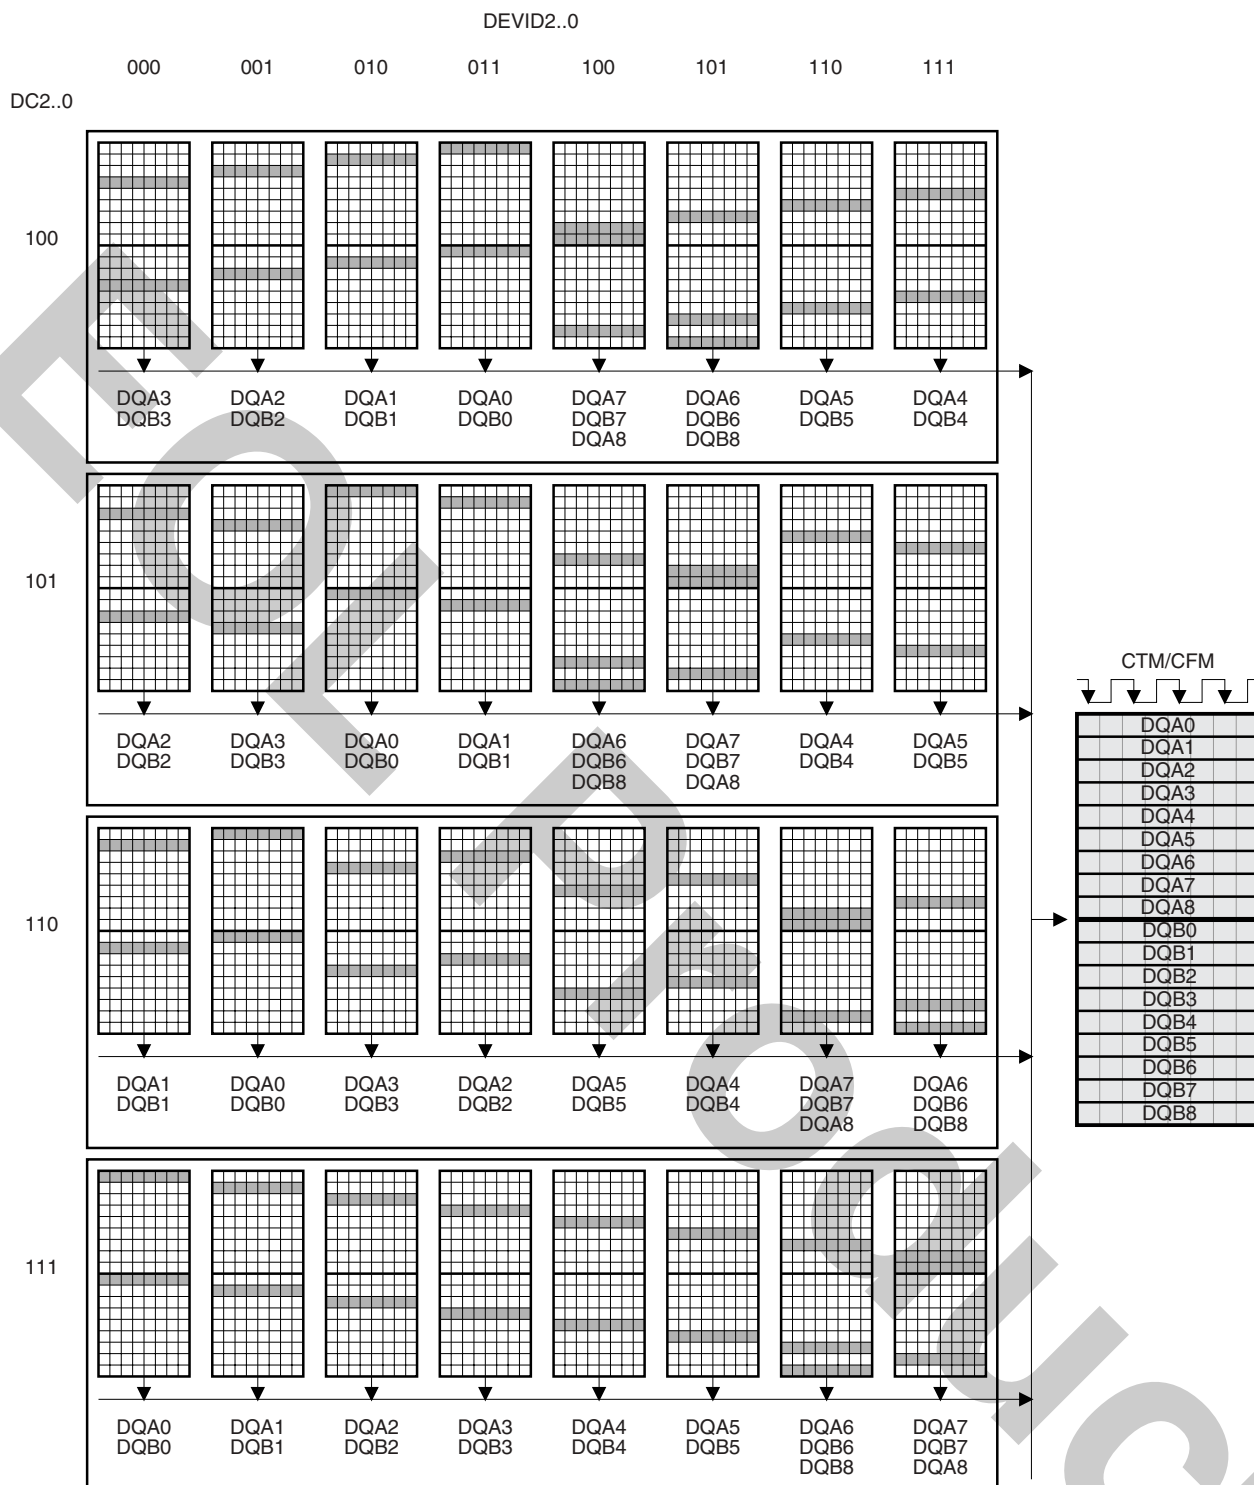 DEVID2..0
000 001 010 011 100 101 110 111
DC2..0
100
DQA3 DQA2 DQA1 DQA0 DQA7 DQA6 DQA5 DQA4
DQB3 DQB2 DQB1 DQB0 DQB7 DQB6 DQB5 DQB4
DQA8 DQB8
101
DQA2 DQA3 DQA0 DQA1 DQA6 DQA7 DQA4 DQA5
DQB2 DQB3 DQB0 DQB1 DQB6 DQB7 DQB4 DQB5
DQB8 DQA8
110
DQA1 DQA0 DQA3 DQA2 DQA5 DQA4 DQA7 DQA6
DQB1 DQB0 DQB3 DQB2 DQB5 DQB4 DQB7 DQB6
DQA8 DQB8
111
DQA0 DQA1 DQA2 DQA3 DQA4 DQA5 DQA6 DQA7
DQB0 DQB1 DQB2 DQB3 DQB4 DQB5 DQB6 DQB7
DQB8 DQA8
CTM/CFM
DQA0
DQA1
DQA2
DQA3
DQA4
DQA5
DQA6
DQA7
DQA8
DQB0
DQB1
DQB2
DQB3
DQB4
DQB5
DQB6
DQB7
DQB8
EOL Produc